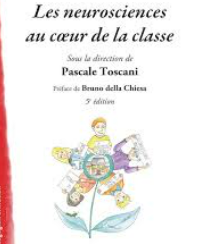 Les neurosciences
au cœur de la classe
Sous la direction de
Pascale Toscani
Préface de Bruno della Chiesa
5e édition